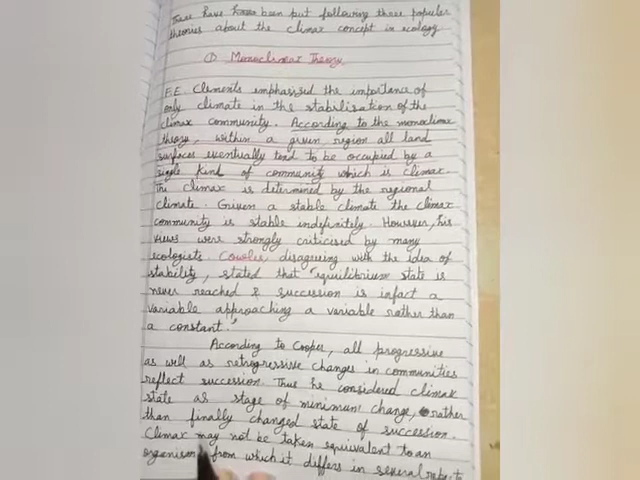 There have been put following three popular
theories about the climax concept in ecology
① Monoclimax Theory
F.E. Clements emphasized the importance of
only climate in the stabilisation of the
climax community. According to the monoclimax
theory, within a given region all land
surfaces eventually tend to be occupied by a
single kind of community which is climax.
The climax is determined by the regional
climate. Given a stable climate the climax
community is stable indefinitely. However, his
views were strongly criticised by many
ecologists. Cowles, disagreeing with the idea of
stability, stated that "equilibrium state is
never reached & succession is infact a
variable approaching a variable rather than
a constant."
According to Cooper, all progressive
as well as retrogressive changes in communities
reflect succession. Thus he considered climax
state as stage of minimum change, rather
than finally changed state of succession.
Climax may not be taken equivalent to an
organism from which it differs in several